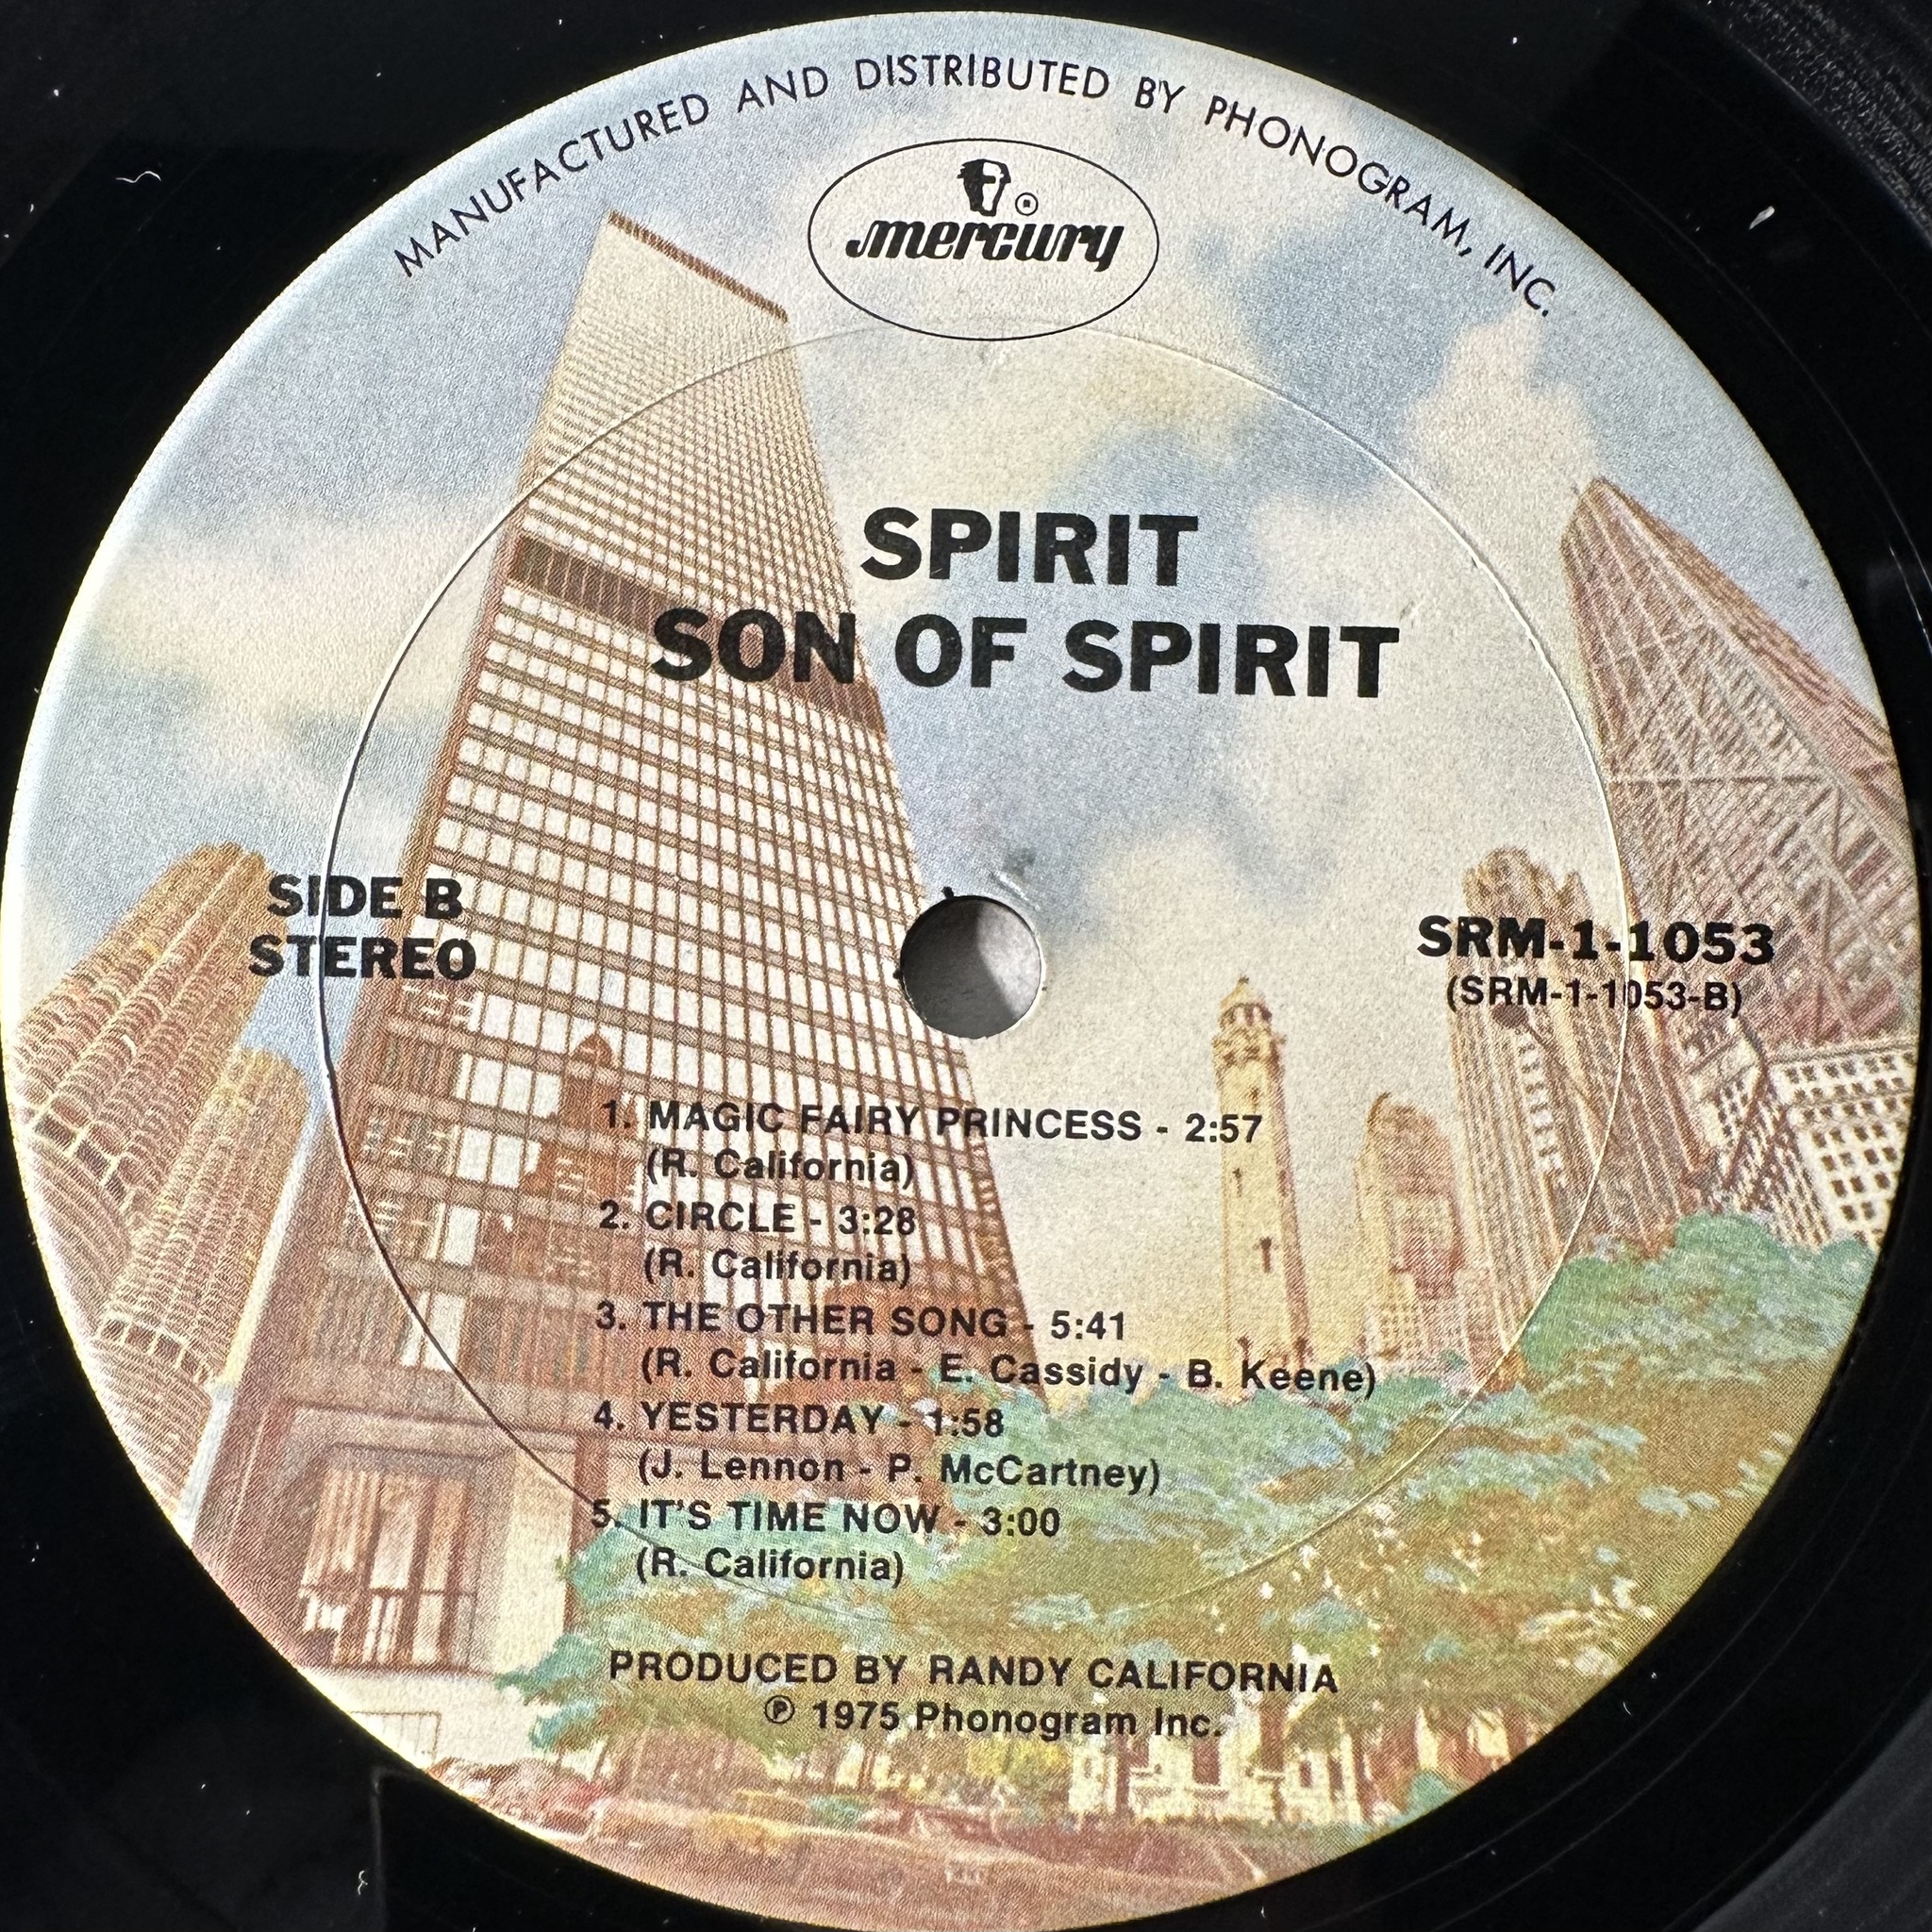 MANUFACTURED AND DISTRIBUTED BY PHONOGRAM, INC.
mercury ®
SPIRIT
SON OF SPIRIT
SIDE B
STEREO
SRM-1-1053
(SRM-1-1053-B)
1. MAGIC FAIRY PRINCESS - 2:57
(R. California)
2. CIRCLE - 3:28
(R. California)
3. THE OTHER SONG - 5:41
(R. California - E. Cassidy - B. Keene)
4. YESTERDAY - 1:58
(J. Lennon - P. McCartney)
5. IT'S TIME NOW - 3:00
(R. California)
PRODUCED BY RANDY CALIFORNIA
℗ 1975 Phonogram Inc.